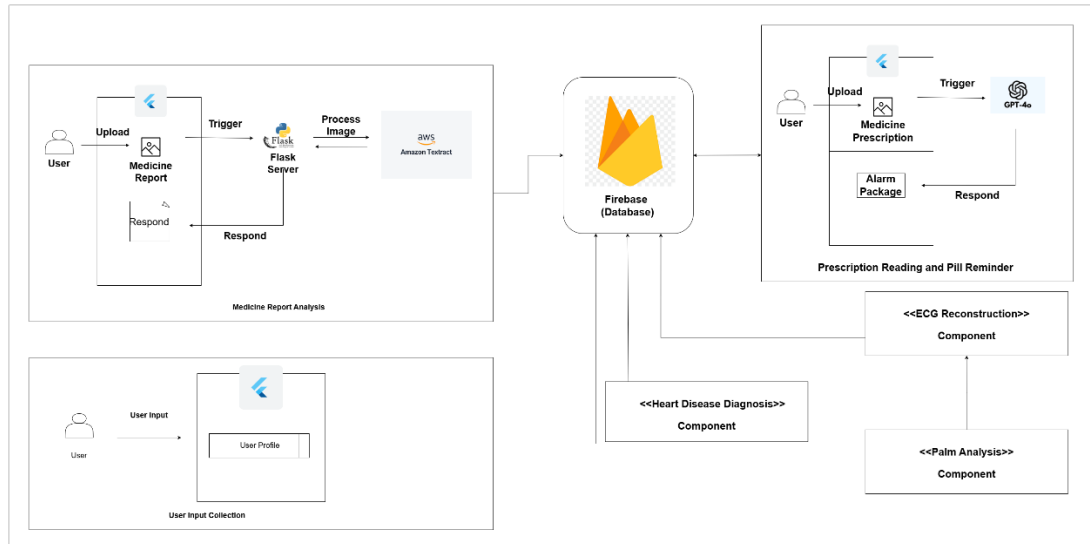 User
Upload
Medicine
Report
Trigger
Flask
Flask
Server
Process
Image
aws
Amazon Textract
Respond
Respond
Medicine Report Analysis
Firebase
(Database)
User
Upload
Medicine
Prescription
Trigger
GPT-4o
Alarm
Package
Respond
Prescription Reading and Pill Reminder
<<ECG Reconstruction>>
Component
<<Heart Disease Diagnosis>>
Component
<<Palm Analysis>>
Component
User
User Input
User Profile
User Input Collection